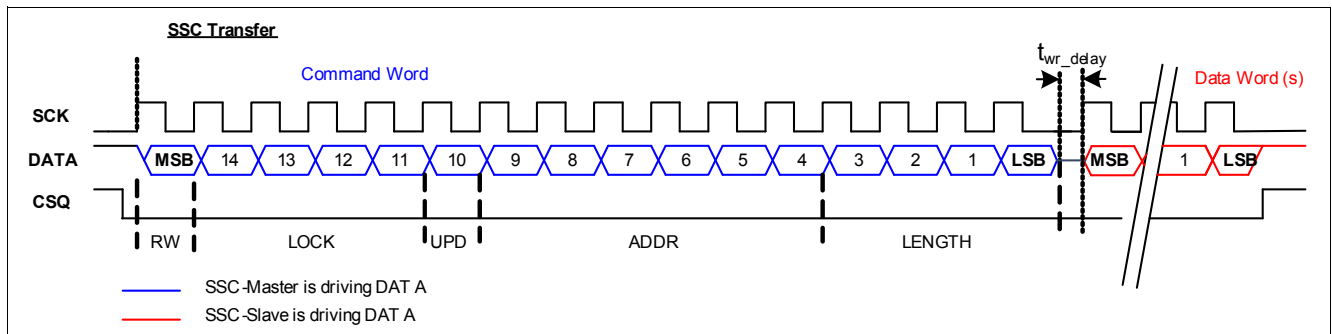 SSC Transfer
twr_delay
Command Word
Data Word (s)
SCK
DATA MSB 14 13 12 11 10 9 8 7 6 5 4 3 2 1 LSB MSB 1 LSB
CSQ
RW LOCK UPD ADDR LENGTH
SSC-Master is driving DAT A
SSC-Slave is driving DAT A